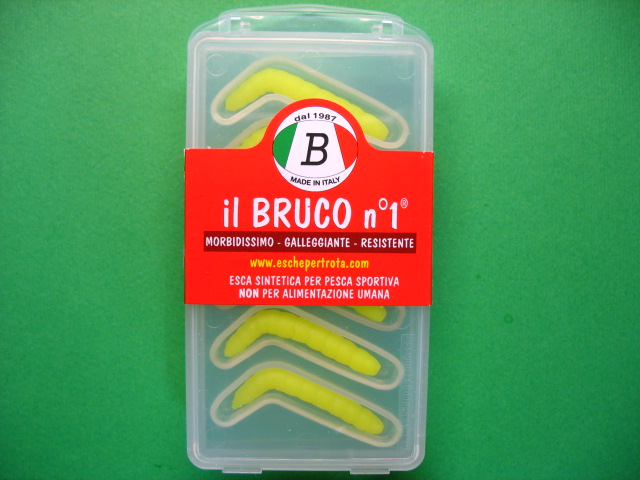 dal 1987
B
MADE IN ITALY
il BRUCO n°1®
MORBIDISSIMO - GALLEGGIANTE - RESISTENTE
www.eschepertrota.com
ESCA SINTETICA PER PESCA SPORTIVA
NON PER ALIMENTAZIONE UMANA